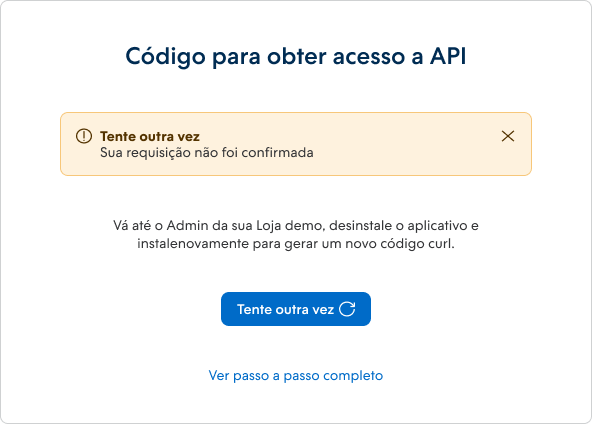 Código para obter acesso a API
Tente outra vez
Sua requisição não foi confirmada
Vá até o Admin da sua Loja demo, desinstale o aplicativo e
instalenovamente para gerar um novo código curl.
Tente outra vez
Ver passo a passo completo